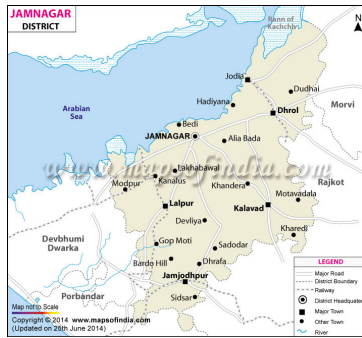 JAMNAGAR
DISTRICT
Rann of
Kachchh
N
Jodia
Dudhai
Hadiyana
Dhrol
Morvi
Arabian
Sea
Bedi
JAMNAGAR
Alia Bada
www.mapsofindia.com
Lakhabawal
Kanalus
Modpur
Khandera
Rajkot
Motavadala
Lalpur
Kalavad
Devliya
Kharedi
Devbhumi
Dwarka
Gop Moti
Sadodar
Bardo Hill
Dhrafa
Jamjodhpur
Porbandar
Sidsar
LEGEND
Major Road
District Boundary
Railway
District Headquater
Major Town
Other Town
River
Map not to Scale
Copyright © 2014 www.mapsofindia.com
(Updated on 25th June 2014)